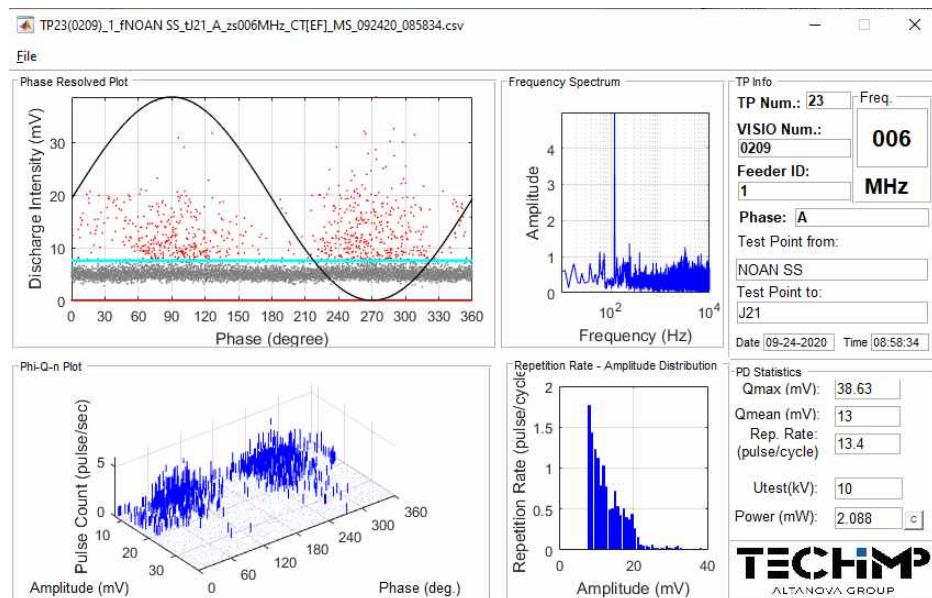 TP23(0209)_1_fNOAN SS_tJ21_A_zs006MHz_CT[EF]_MS_092420_085834.csv
File
Phase Resolved Plot
Discharge Intensity (mV)
30
20
10
0
0 30 60 90 120 150 180 210 240 270 300 330 360
Phase (degree)
Frequency Spectrum
Amplitude
4
3
2
1
0
10^2 10^4
Frequency (Hz)
TP Info
TP Num.: 23
VISIO Num.:
0209
Feeder ID:
1
Freq.
006
MHz
Phase: A
Test Point from:
NOAN SS
Test Point to:
J21
Date 09-24-2020 Time 08:58:34
Phi-Q-n Plot
Pulse Count (pulse/sec)
5
0
10
20
30
Amplitude (mV)
0 60 120 180 240 300 360
Phase (deg.)
Repetition Rate - Amplitude Distribution
Repetition Rate (pulse/cycle)
2
1.5
1
0.5
0
0 20 40
Amplitude (mV)
PD Statistics
Qmax (mV): 38.63
Qmean (mV): 13
Rep. Rate:
(pulse/cycle) 13.4
Utest(kV): 10
Power (mW): 2.088 c
TECHIMP
ALTANOVA GROUP